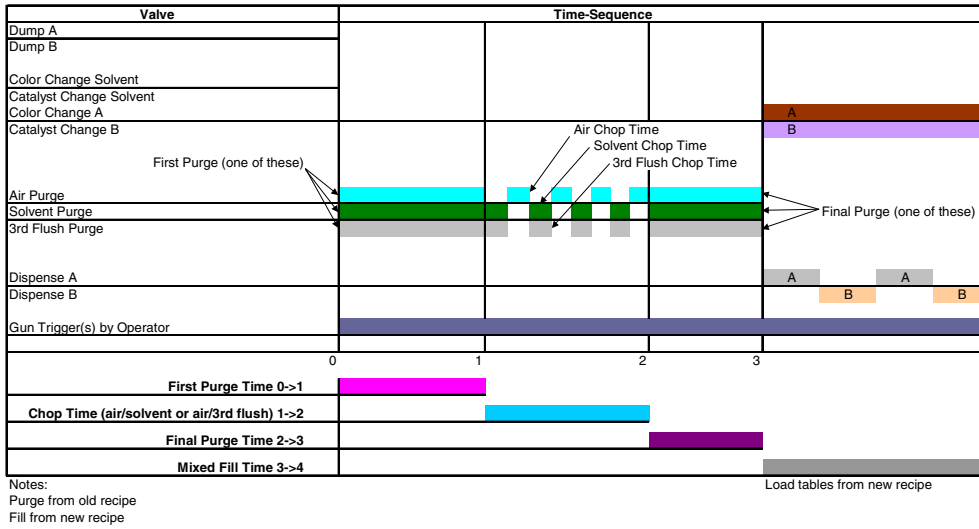 Valve Time-Sequence
Dump A
Dump B
Color Change Solvent
Catalyst Change Solvent
Color Change A A
Catalyst Change B B
Air Chop Time
Solvent Chop Time
First Purge (one of these) 3rd Flush Chop Time
Air Purge
Solvent Purge Final Purge (one of these)
3rd Flush Purge
Dispense A A A
Dispense B B B
Gun Trigger(s) by Operator
0 1 2 3
First Purge Time 0->1
Chop Time (air/solvent or air/3rd flush) 1->2
Final Purge Time 2->3
Mixed Fill Time 3->4
Notes: Load tables from new recipe
Purge from old recipe
Fill from new recipe